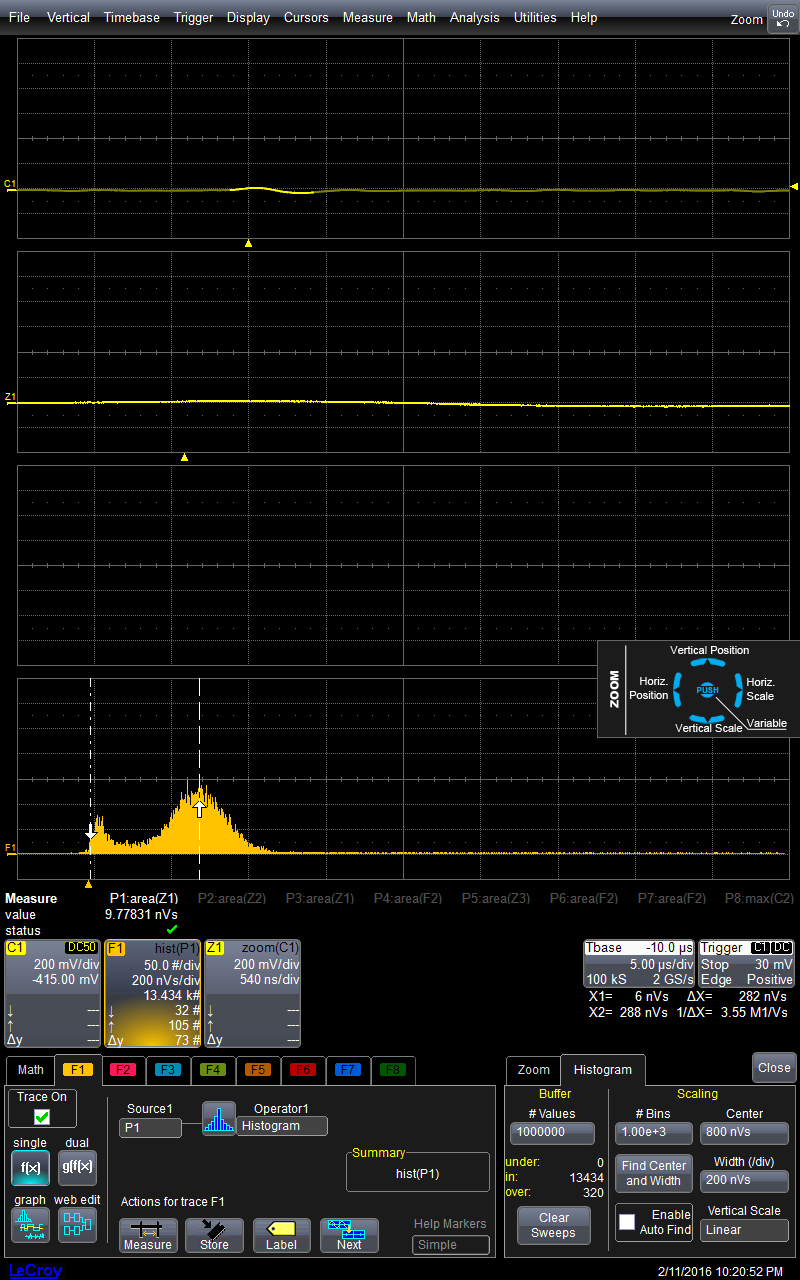 File Vertical Timebase Trigger Display Cursors Measure Math Analysis Utilities Help Zoom Undo
C1
Z1
Vertical Position
ZOOM
Horiz. Position
PUSH
Horiz. Scale
Vertical Scale
Variable
F1
Measure P1:area(Z1) P2:area(Z2) P3:area(Z1) P4:area(F2) P5:area(Z3) P6:area(F2) P7:area(F2) P8:max(C2)
value 9.77831 nVs
status
C1 DC50
200 mV/div
-415.00 mV
↓ ---
↑ ---
Δy ---
F1 hist(P1)
50.0 #/div
200 nVs/div
13.434 k#
↓ 32 #
↑ 105 #
Δy 73 #
Z1 zoom(C1)
200 mV/div
540 ns/div
↓ ---
↑ ---
Δy ---
Tbase -10.0 µs
5.00 µs/div
100 kS 2 GS/s
Trigger C1 DC
Stop 30 mV
Edge Positive
X1= 6 nVs ΔX= 282 nVs
X2= 288 nVs 1/ΔX= 3.55 M1/Vs
Math F1 F2 F3 F4 F5 F6 F7 F8
Zoom Histogram Close
Trace On
single dual
f(x) g(f(x))
graph web edit
Source1
P1
Operator1
Histogram
Summary
hist(P1)
Actions for trace F1
Measure Store Label Next
Help Markers
Simple
Buffer
# Values
1000000
under: 0
in: 13434
over: 320
Clear Sweeps
Scaling
# Bins
1.00e+3
Center
800 nVs
Find Center and Width
Width (/div)
200 nVs
Enable Auto Find
Vertical Scale
Linear
LeCroy
2/11/2016 10:20:52 PM